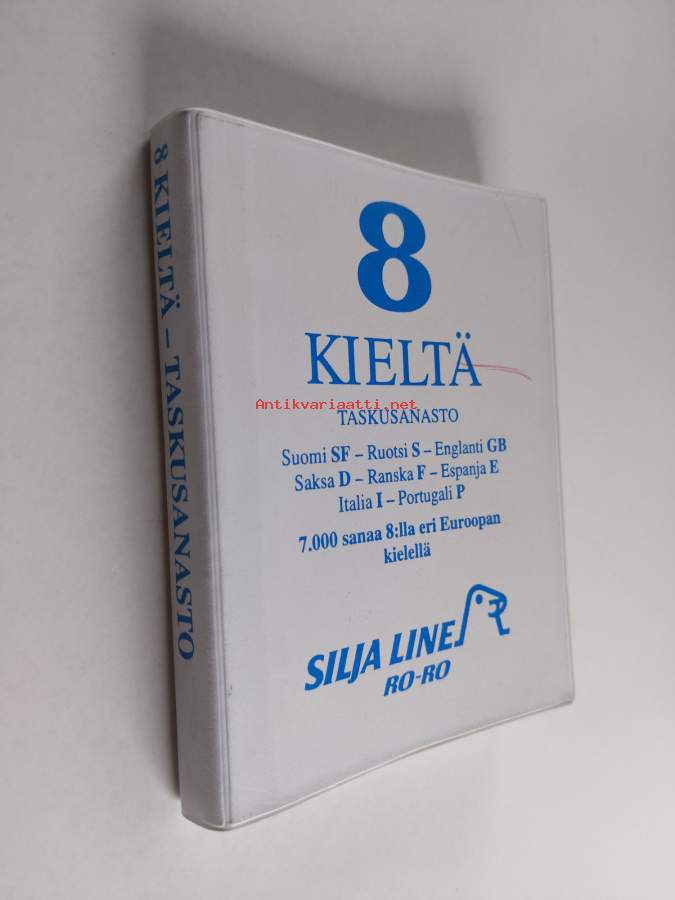 8 KIELTÄ – TASKUSANASTO
8
KIELTÄ
Antikvariaatti.net
TASKUSANASTO
Suomi SF – Ruotsi S – Englanti GB
Saksa D – Ranska F – Espanja E
Italia I – Portugali P
7.000 sanaa 8:lla eri Euroopan
kielellä
SILJA LINE
RO-RO